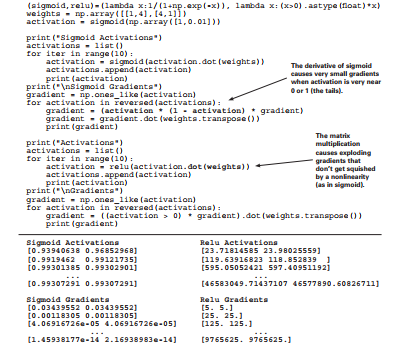 (sigmoid,relu)=(lambda x:1/(1+np.exp(-x)), lambda x:(x>0).astype(float)*x)
weights = np.array([[1,4],[4,1]])
activation = sigmoid(np.array([1,0.01]))
print("Sigmoid Activations")
activations = list()
for iter in range(10):
    activation = sigmoid(activation.dot(weights))
    activations.append(activation)
    print(activation)
print("\nSigmoid Gradients")
gradient = np.ones_like(activation)
for activation in reversed(activations):
    gradient = (activation * (1 - activation) * gradient)
    gradient = gradient.dot(weights.transpose())
    print(gradient)
The derivative of sigmoid
causes very small gradients
when activation is very near
0 or 1 (the tails).
print("Activations")
activations = list()
for iter in range(10):
    activation = relu(activation.dot(weights))
    activations.append(activation)
    print(activation)
print("\nGradients")
gradient = np.ones_like(activation)
for activation in reversed(activations):
    gradient = ((activation > 0) * gradient).dot(weights.transpose())
    print(gradient)
The matrix
multiplication
causes exploding
gradients that
don't get squished
by a nonlinearity
(as in sigmoid).
Sigmoid Activations
[0.93940638 0.96852968]
[0.9919462 0.99121735]
[0.99301385 0.99302901]
...
[0.99307291 0.99307291]
Relu Activations
[23.71814585 23.98025559]
[119.63916823 118.852839 ]
[595.05052421 597.40951192]
...
[46583049.71437107 46577890.60826711]
Sigmoid Gradients
[0.03439552 0.03439552]
[0.00118305 0.00118305]
[4.06916726e-05 4.06916726e-05]
...
[1.45938177e-14 2.16938983e-14]
Relu Gradients
[5. 5.]
[25. 25.]
[125. 125.]
...
[9765625. 9765625.]